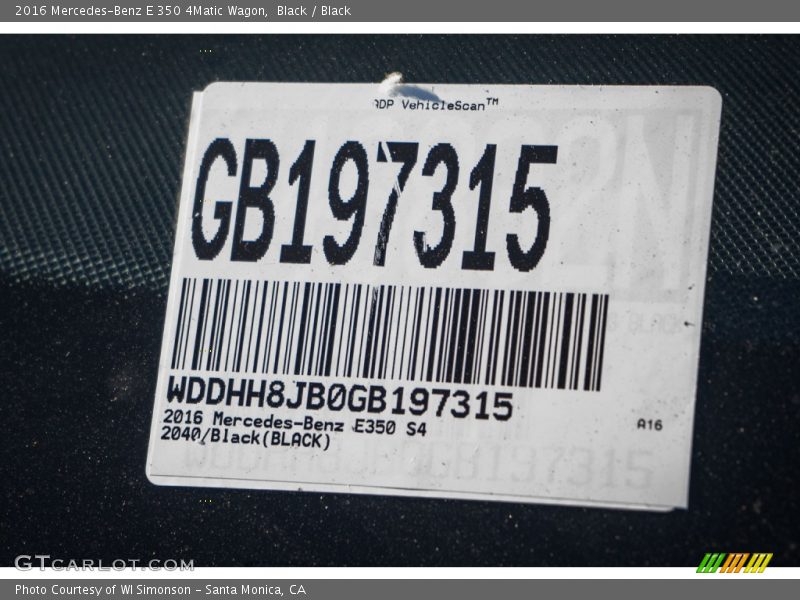 2016 Mercedes-Benz E 350 4Matic Wagon,  Black / Black
ADP VehicleScan™
GB197315
WDDHH8JB0GB197315
2016 Mercedes-Benz E350 S4
2040/Black(BLACK)
A16
GTCARLOT.COM
Photo Courtesy of WI Simonson - Santa Monica, CA